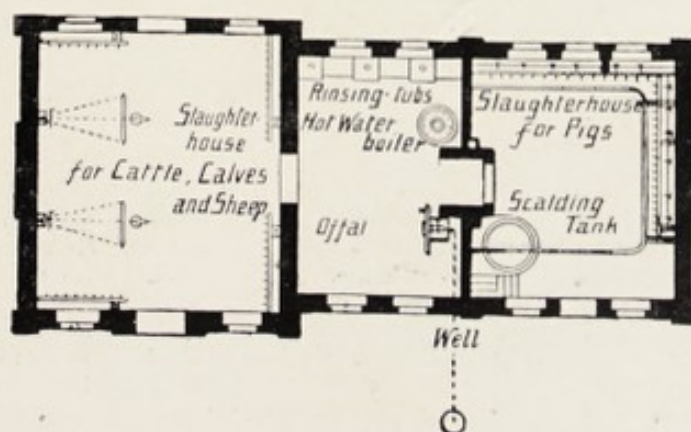 Slaughter-
house
for Cattle, Calves
and Sheep
Rinsing-tubs
Hot Water
boiler
Offal
Slaughterhouse
for Pigs
Scalding
Tank
Well